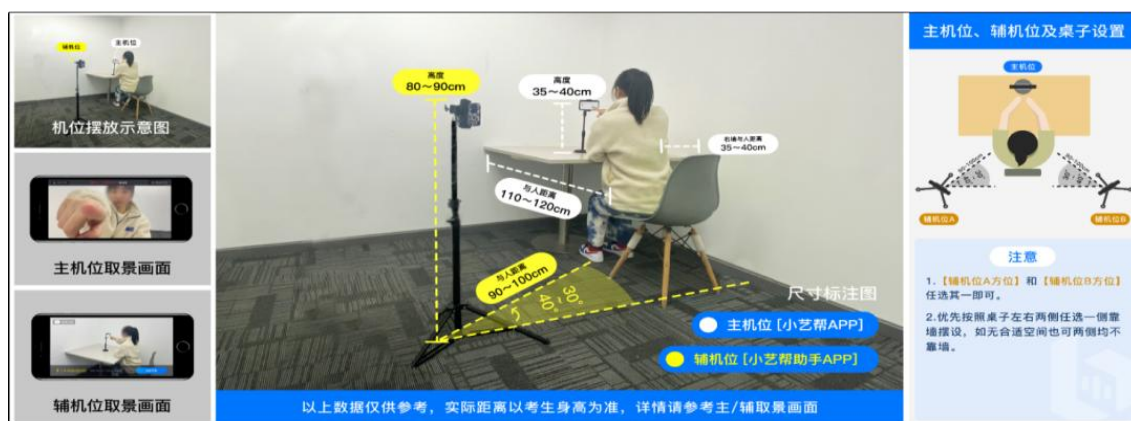 辅机位
主机位
机位摆放示意图
主机位取景画面
辅机位取景画面
高度
80～90cm
高度
35～40cm
右墙与人距离
35～40cm
与人距离
110～120cm
与人距离
90～100cm
30°
40°
尺寸标注图
主机位 [小艺帮APP]
辅机位 [小艺帮助手APP]
以上数据仅供参考，实际距离以考生身高为准，详情请参考主/辅取景画面
主机位、辅机位及桌子设置
主机位
90-100cm
90-100cm
辅机位A
辅机位B
注意
1.【辅机位A方位】和【辅机位B方位】
任选其一即可。
2.优先按照桌子左右两侧任选一侧靠
墙摆设，如无合适空间也可两侧均不
靠墙。